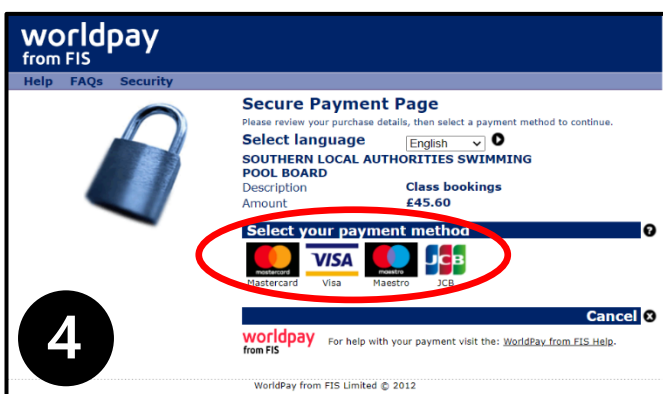 worldpay
from FIS
Help FAQs Security
Secure Payment Page
Please review your purchase details, then select a payment method to continue.
Select language English
SOUTHERN LOCAL AUTHORITIES SWIMMING
POOL BOARD
Description Class bookings
Amount £45.60
Select your payment method ?
mastercard VISA maestro JCB
Mastercard Visa Maestro JCB
4
Cancel
worldpay
from FIS
For help with your payment visit the: WorldPay from FIS Help.
WorldPay from FIS Limited © 2012